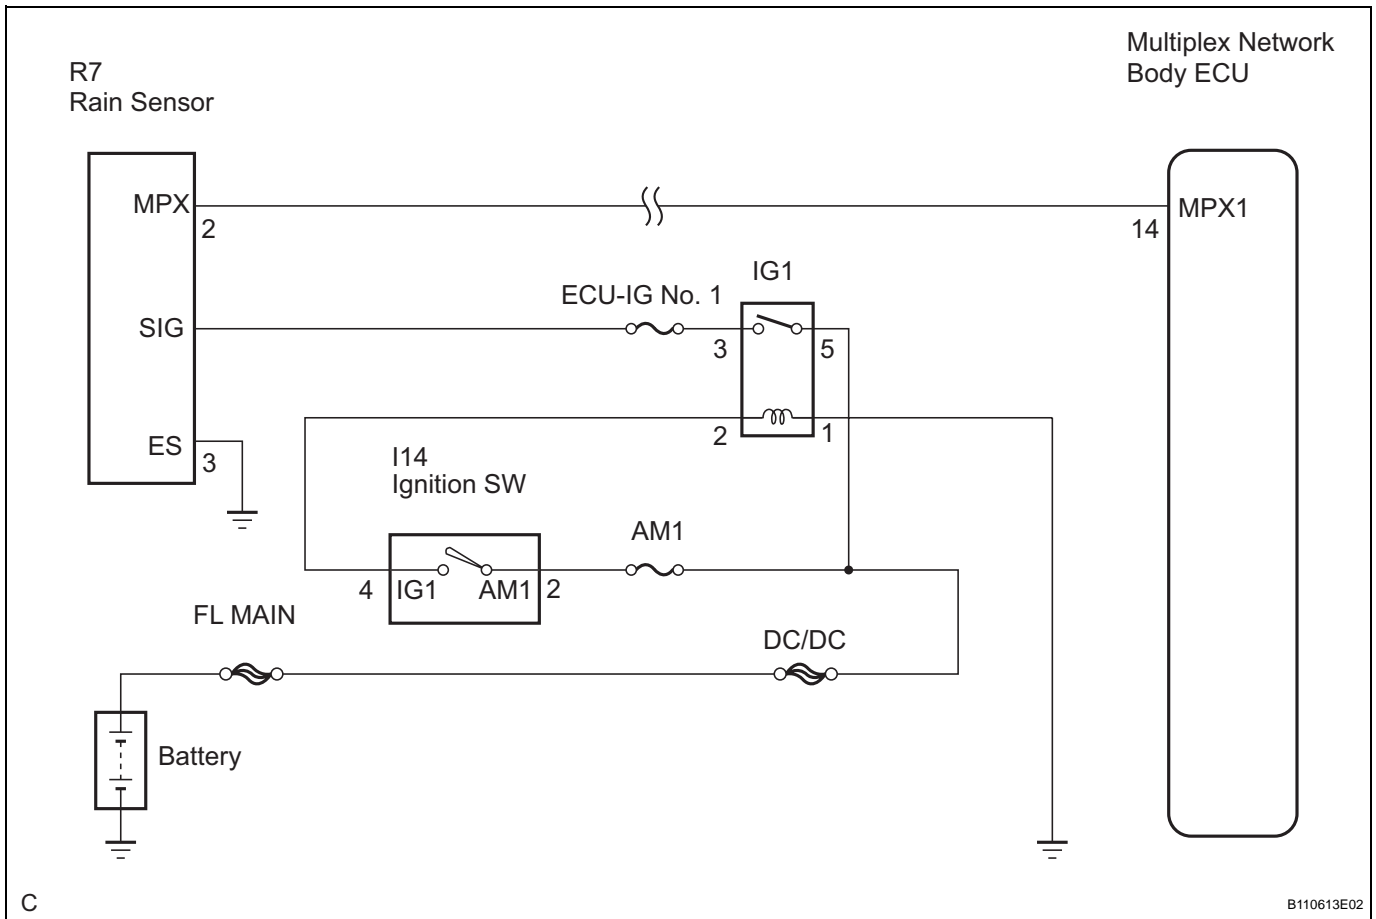 Multiplex Network
Body ECU
R7
Rain Sensor
MPX
2
14
MPX1
IG1
ECU-IG No. 1
SIG
3
5
2
1
ES
3
I14
Ignition SW
AM1
4
IG1
AM1
2
FL MAIN
DC/DC
Battery
C
B110613E02